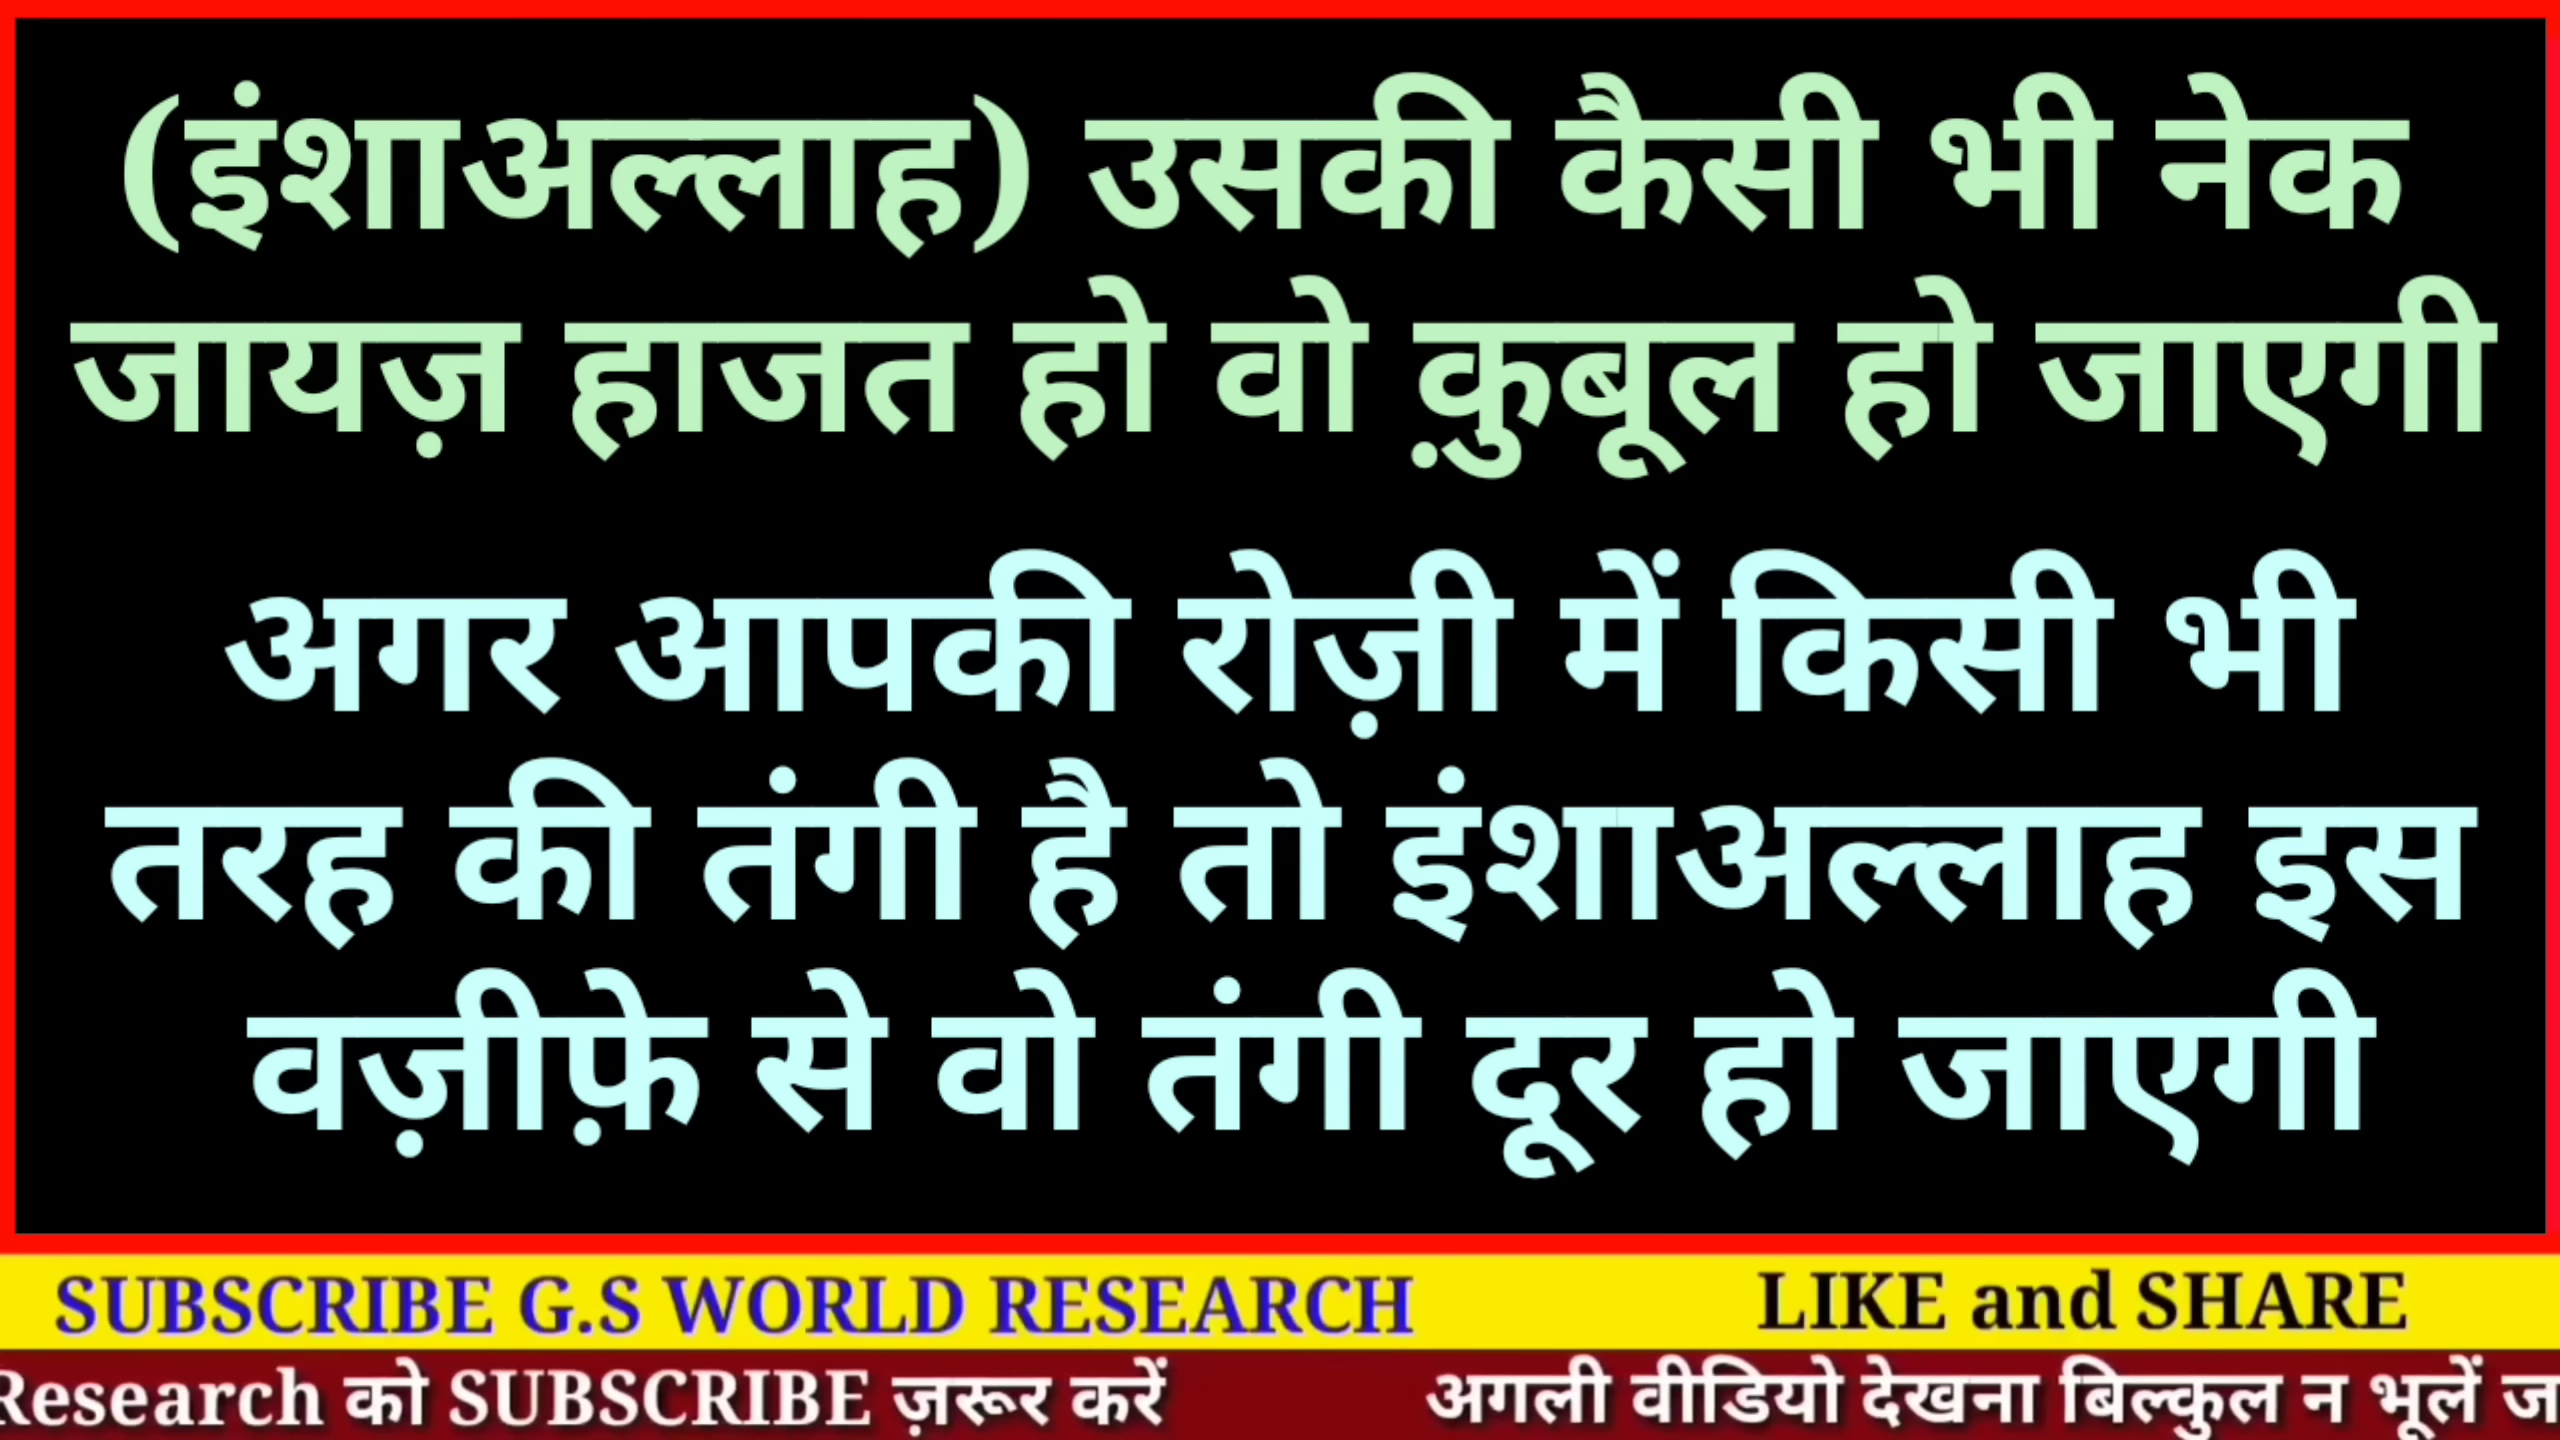 (इंशाअल्लाह) उसकी कैसी भी नेक
जायज़ हाजत हो वो क़ुबूल हो जाएगी
अगर आपकी रोज़ी में किसी भी
तरह की तंगी है तो इंशाअल्लाह इस
वज़ीफ़े से वो तंगी दूर हो जाएगी
SUBSCRIBE G.S WORLD RESEARCH LIKE and SHARE
Research को SUBSCRIBE ज़रूर करें अगली वीडियो देखना बिल्कुल न भूलें